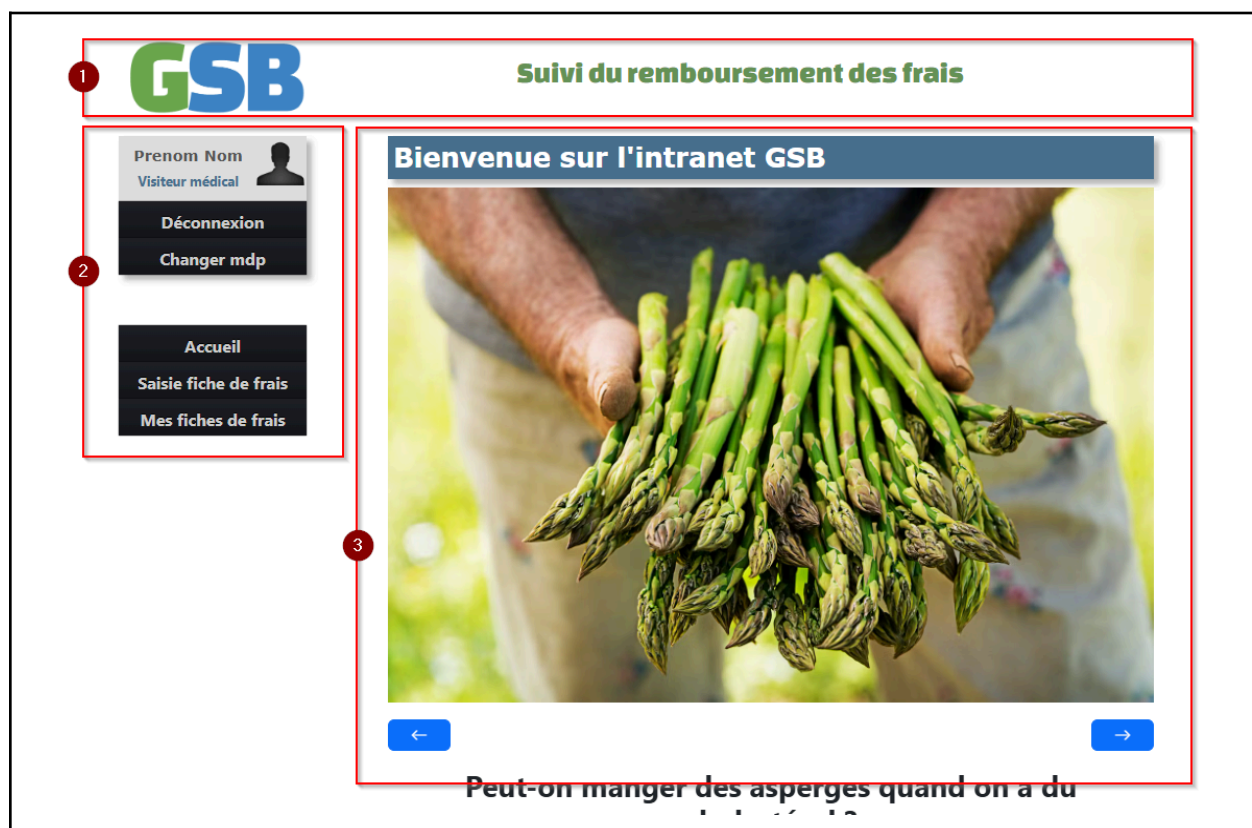 1
GSB
Suivi du remboursement des frais
2
Prenom Nom
Visiteur médical
Déconnexion
Changer mdp
Accueil
Saisie fiche de frais
Mes fiches de frais
3
Bienvenue sur l'intranet GSB
←
→
Peut-on manger des asperges quand on a du